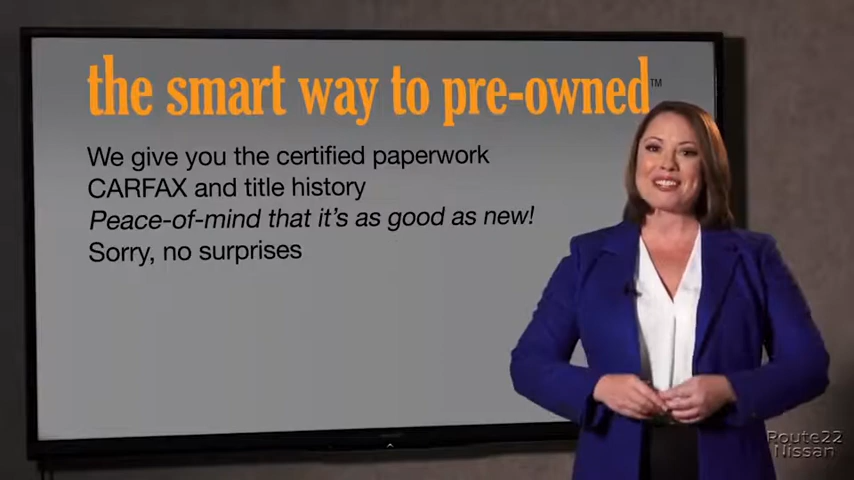 the smart way to pre-owned™
We give you the certified paperwork
CARFAX and title history
Peace-of-mind that it's as good as new!
Sorry, no surprises
Route22
Nissan